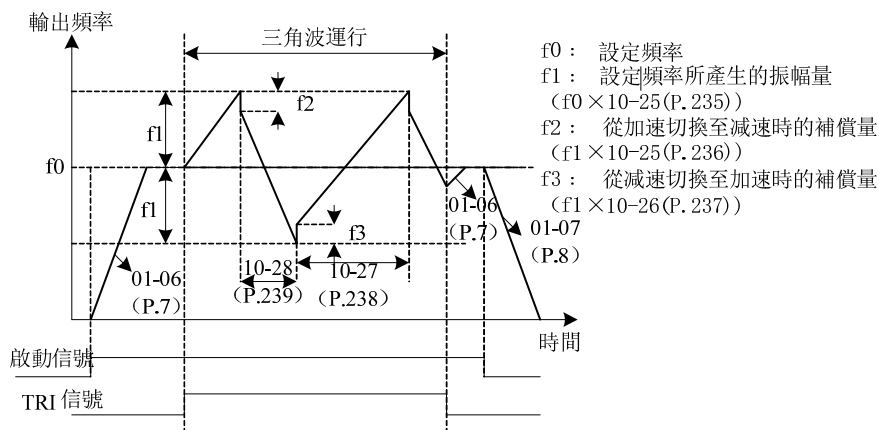 輸出頻率
三角波運行
f2
f1
f0
f1
f3
01-06
(P.7)
10-28
(P.239)
10-27
(P.238)
01-06
(P.7)
01-07
(P.8)
時間
啟動信號
TRI 信號
f0： 設定頻率
f1： 設定頻率所產生的振幅量
(f0×10-25(P.235))
f2： 從加速切換至減速時的補償量
(f1×10-25(P.236))
f3： 從減速切換至加速時的補償量
(f1×10-26(P.237))